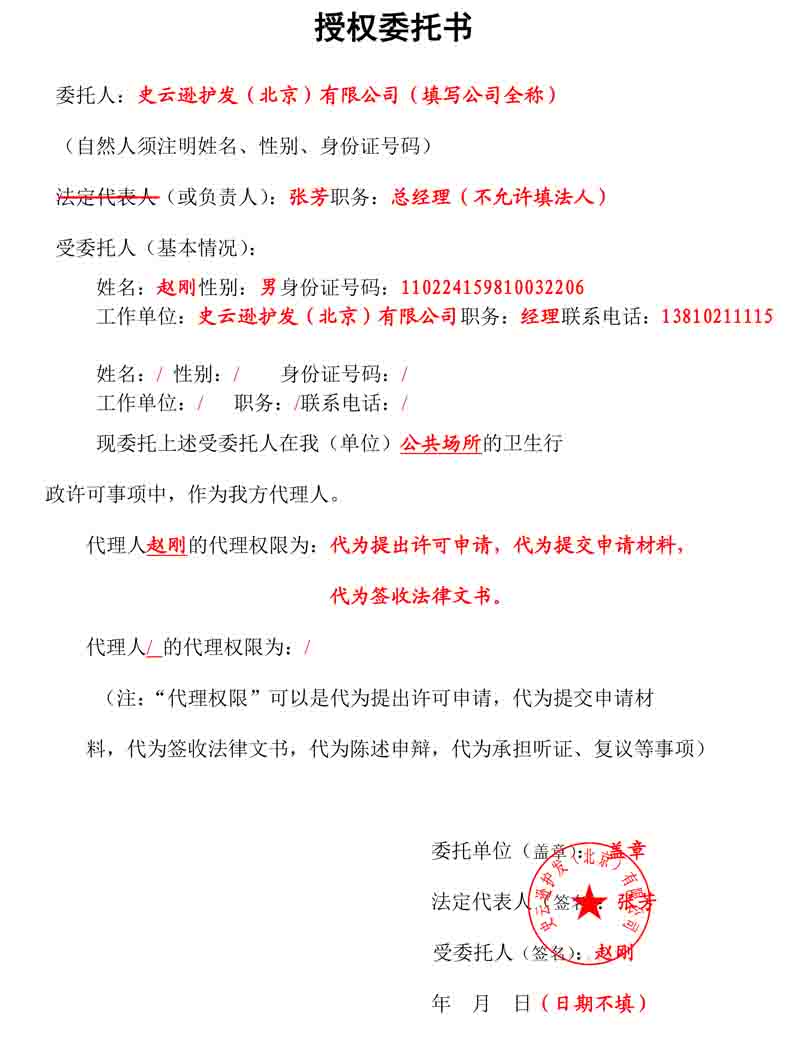 授权委托书
委托人：史云逊护发（北京）有限公司（填写公司全称）
（自然人须注明姓名、性别、身份证号码）
法定代表人（或负责人）：张芳职务：总经理（不允许填法人）
受委托人（基本情况）：
姓名：赵刚性别：男身份证号码：110224159810032206
工作单位：史云逊护发（北京）有限公司职务：经理联系电话：13810211115
姓名：/ 性别：/ 身份证号码：/
工作单位：/ 职务：/联系电话：/
现委托上述受委托人在我（单位）公共场所的卫生行
政许可事项中，作为我方代理人。
代理人赵刚的代理权限为：代为提出许可申请，代为提交申请材料，
代为签收法律文书。
代理人/ 的代理权限为：/
（注：“代理权限”可以是代为提出许可申请，代为提交申请材
料，代为签收法律文书，代为陈述申辩，代为承担听证、复议等事项）
委托单位（盖章）：盖章
法定代表人（签名）：张芳
受委托人（签名）：赵刚
年 月 日（日期不填）
史云逊护发（北京）有限公司